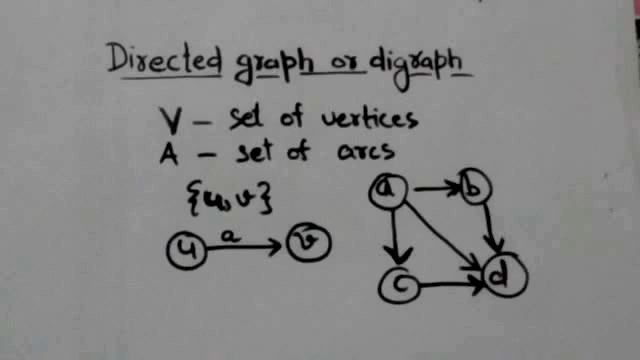 Directed graph or digraph
V - set of vertices
A - set of arcs
{u, v}
u a v
a b
c d